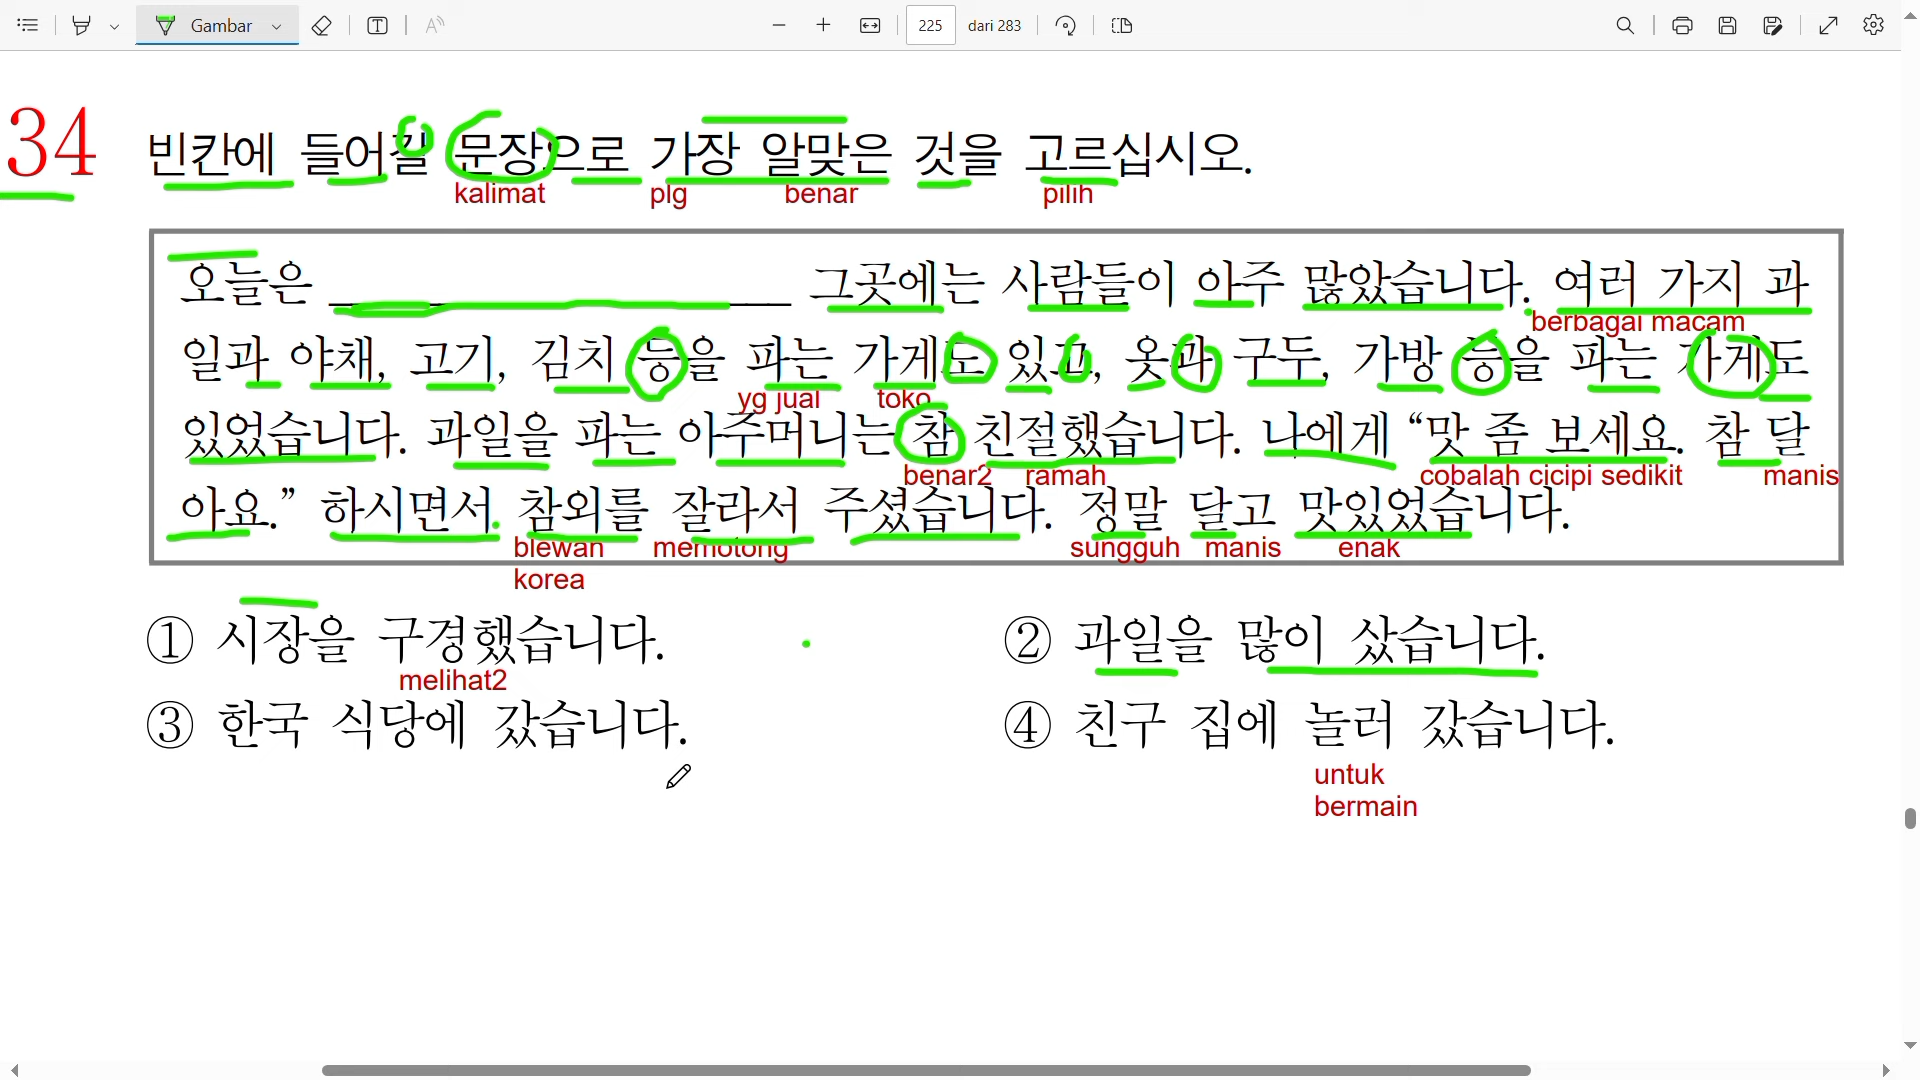 Gambar 225 dari 283
34 빈칸에 들어갈 문장으로 가장 알맞은 것을 고르십시오.
kalimat plg benar pilih
오늘은 ______ 그곳에는 사람들이 아주 많았습니다. 여러 가지 과
berbagai macam
일과 야채, 고기, 김치 등을 파는 가게도 있고, 옷과 구두, 가방 등을 파는 가게도
yg jual toko
있었습니다. 과일을 파는 아주머니는 참 친절했습니다. 나에게 “맛 좀 보세요. 참 달
benar2 ramah cobalah cicipi sedikit manis
아요.” 하시면서 참외를 잘라서 주셨습니다. 정말 달고 맛있었습니다.
blewah memotong sungguh manis enak
korea
① 시장을 구경했습니다. ② 과일을 많이 샀습니다.
melihat2
③ 한국 식당에 갔습니다. ④ 친구 집에 놀러 갔습니다.
untuk
bermain